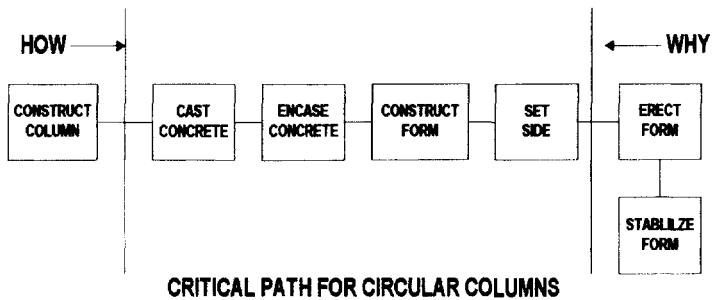 HOW
WHY
CONSTRUCT
COLUMN
CAST
CONCRETE
ENCASE
CONCRETE
CONSTRUCT
FORM
SET
SIDE
ERECT
FORM
STABLILZE
FORM
CRITICAL PATH FOR CIRCULAR COLUMNS